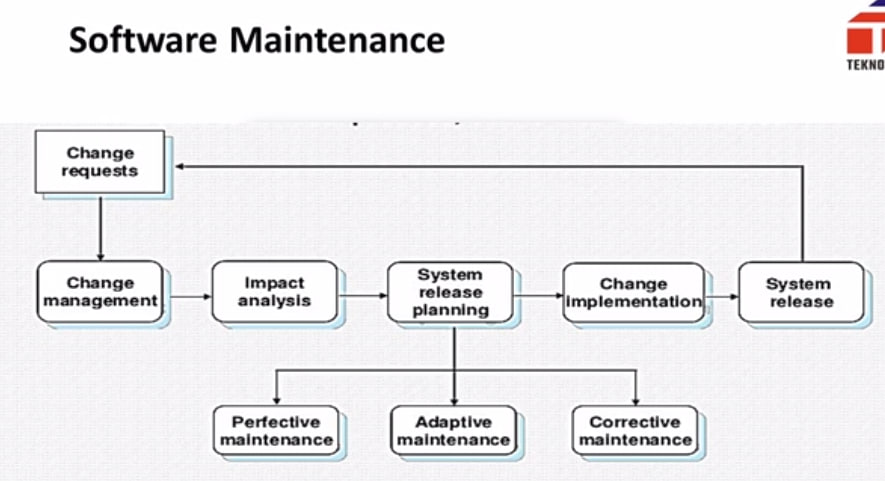 Software Maintenance
TEKNO
Change
requests
Change
management
Impact
analysis
System
release
planning
Change
implementation
System
release
Perfective
maintenance
Adaptive
maintenance
Corrective
maintenance